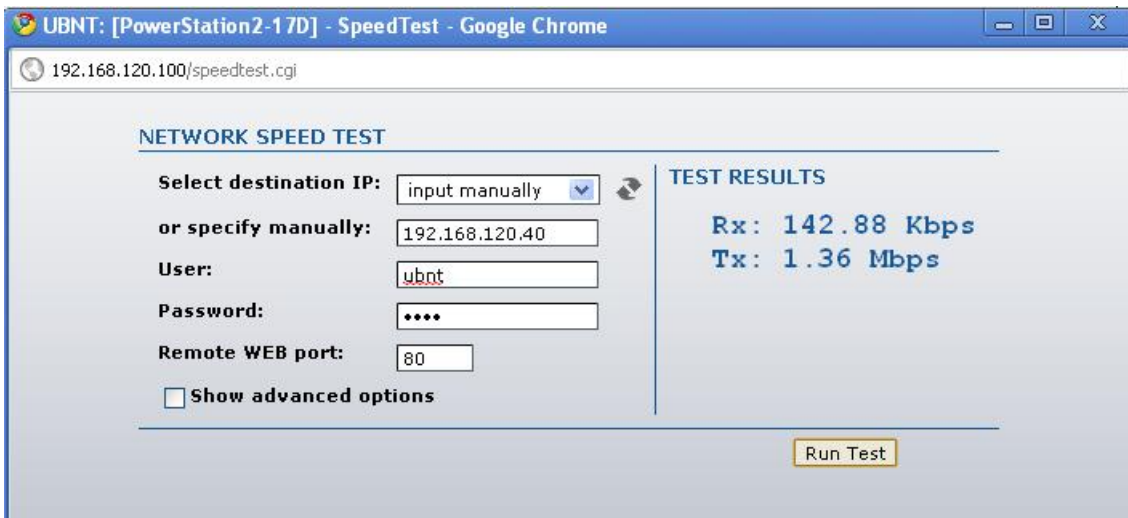 UBNT: [PowerStation2-17D] - SpeedTest - Google Chrome
192.168.120.100/speedtest.cgi
NETWORK SPEED TEST
Select destination IP: input manually
or specify manually: 192.168.120.40
User: ubnt
Password: ••••
Remote WEB port: 80
Show advanced options
TEST RESULTS
Rx: 142.88 Kbps
Tx: 1.36 Mbps
Run Test